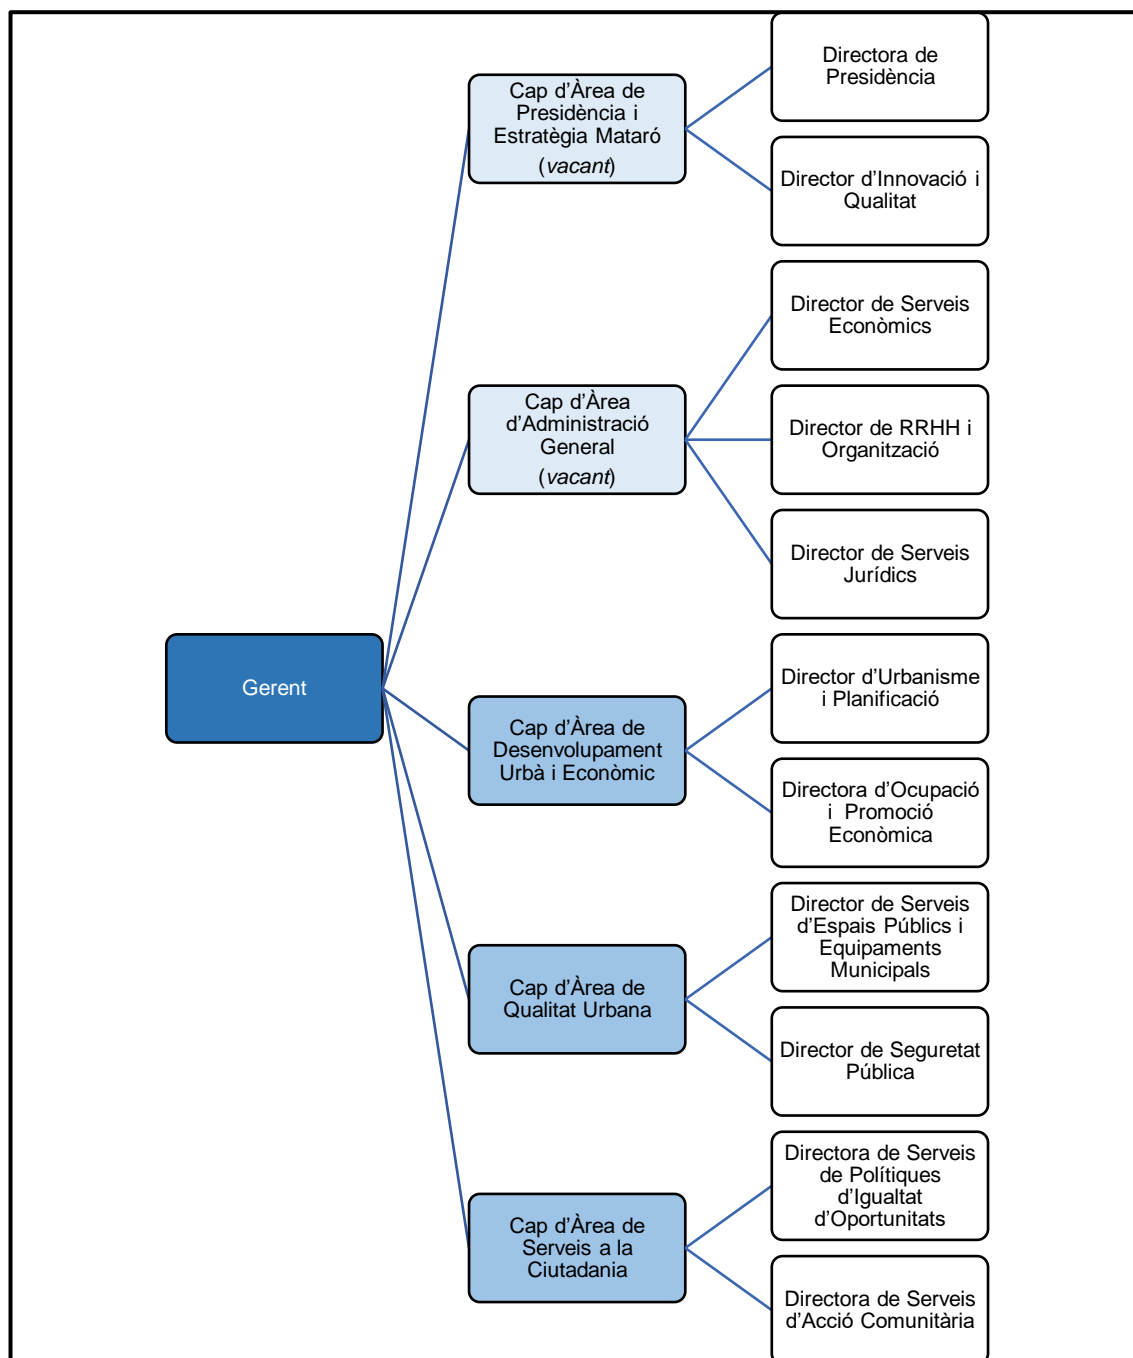 Gerent
Cap d’Àrea de
Presidència i
Estratègia Mataró
(vacant)
Directora de
Presidència
Director d’Innovació i
Qualitat
Cap d’Àrea
d’Administració
General
(vacant)
Director de Serveis
Econòmics
Director de RRHH i
Organització
Director de Serveis
Jurídics
Cap d’Àrea de
Desenvolupament
Urbà i Econòmic
Director d’Urbanisme
i Planificació
Directora d’Ocupació
i Promoció
Econòmica
Cap d’Àrea de
Qualitat Urbana
Director de Serveis
d’Espais Públics i
Equipaments
Municipals
Director de Seguretat
Pública
Cap d’Àrea de
Serveis a la
Ciutadania
Directora de Serveis
de Polítiques
d’Igualtat
d’Oportunitats
Directora de Serveis
d’Acció Comunitària